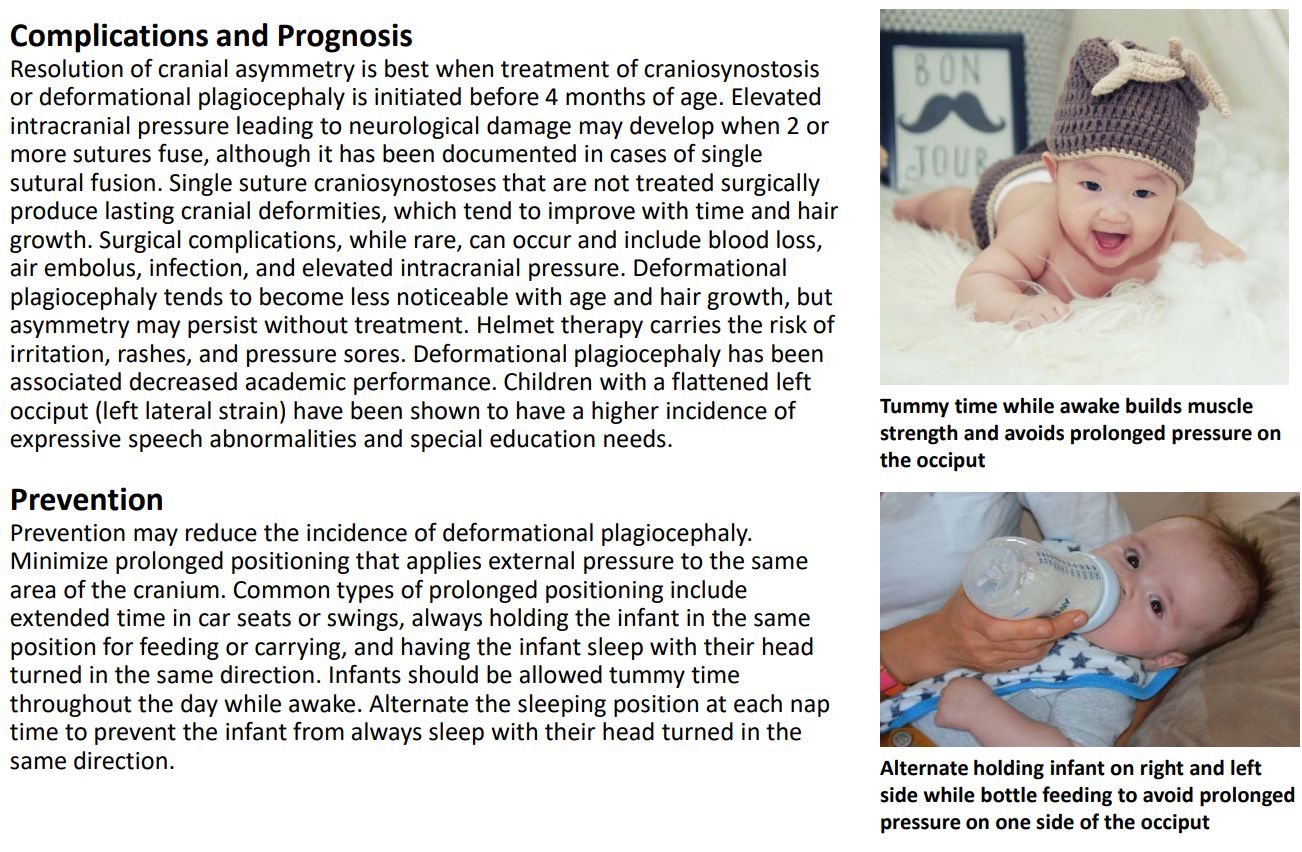 Complications and Prognosis
Resolution of cranial asymmetry is best when treatment of craniosynostosis
or deformational plagiocephaly is initiated before 4 months of age. Elevated
intracranial pressure leading to neurological damage may develop when 2 or
more sutures fuse, although it has been documented in cases of single
sutural fusion. Single suture craniosynostoses that are not treated surgically
produce lasting cranial deformities, which tend to improve with time and hair
growth. Surgical complications, while rare, can occur and include blood loss,
air embolus, infection, and elevated intracranial pressure. Deformational
plagiocephaly tends to become less noticeable with age and hair growth, but
asymmetry may persist without treatment. Helmet therapy carries the risk of
irritation, rashes, and pressure sores. Deformational plagiocephaly has been
associated decreased academic performance. Children with a flattened left
occiput (left lateral strain) have been shown to have a higher incidence of
expressive speech abnormalities and special education needs.
Prevention
Prevention may reduce the incidence of deformational plagiocephaly.
Minimize prolonged positioning that applies external pressure to the same
area of the cranium. Common types of prolonged positioning include
extended time in car seats or swings, always holding the infant in the same
position for feeding or carrying, and having the infant sleep with their head
turned in the same direction. Infants should be allowed tummy time
throughout the day while awake. Alternate the sleeping position at each nap
time to prevent the infant from always sleep with their head turned in the
same direction.
BON
JOUR
Tummy time while awake builds muscle
strength and avoids prolonged pressure on
the occiput
Alternate holding infant on right and left
side while bottle feeding to avoid prolonged
pressure on one side of the occiput